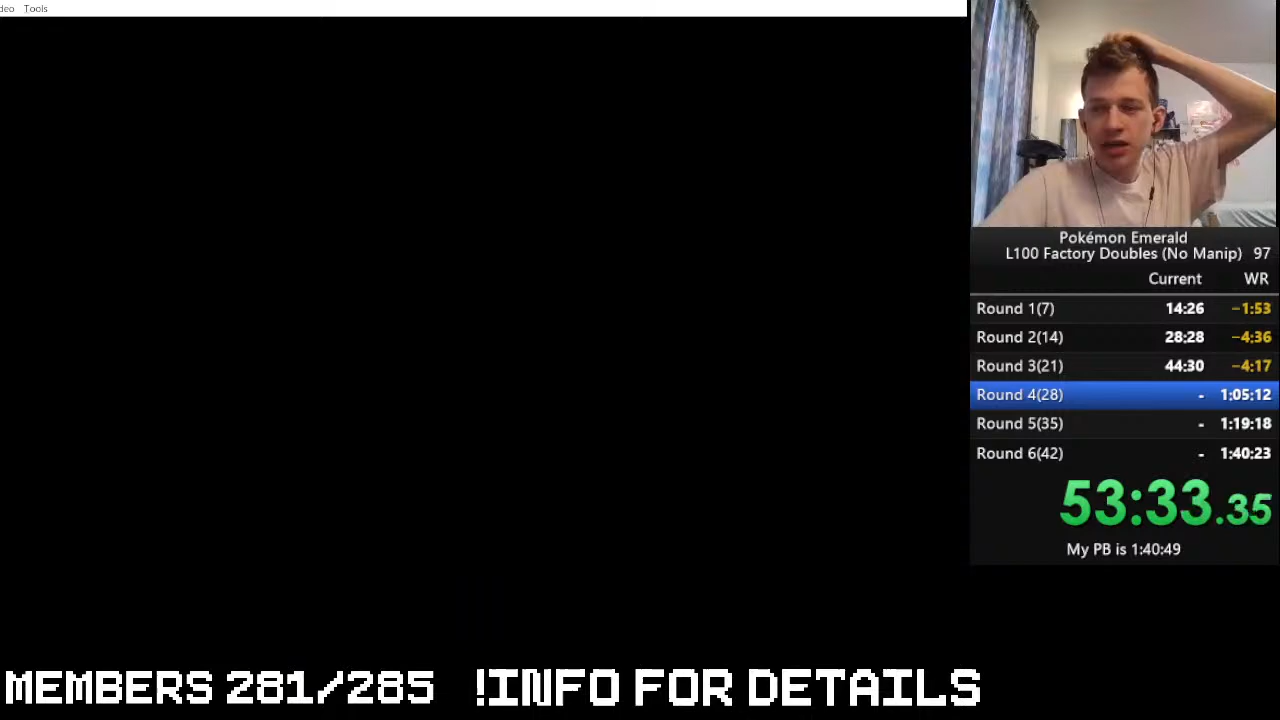 deo Tools
Pokémon Emerald
L100 Factory Doubles (No Manip) 97
Current WR
Round 1(7) 14:26 −1:53
Round 2(14) 28:28 −4:36
Round 3(21) 44:30 −4:17
Round 4(28) - 1:05:12
Round 5(35) - 1:19:18
Round 6(42) - 1:40:23
53:33.35
My PB is 1:40:49
MEMBERS 281/285 !INFO FOR DETAILS